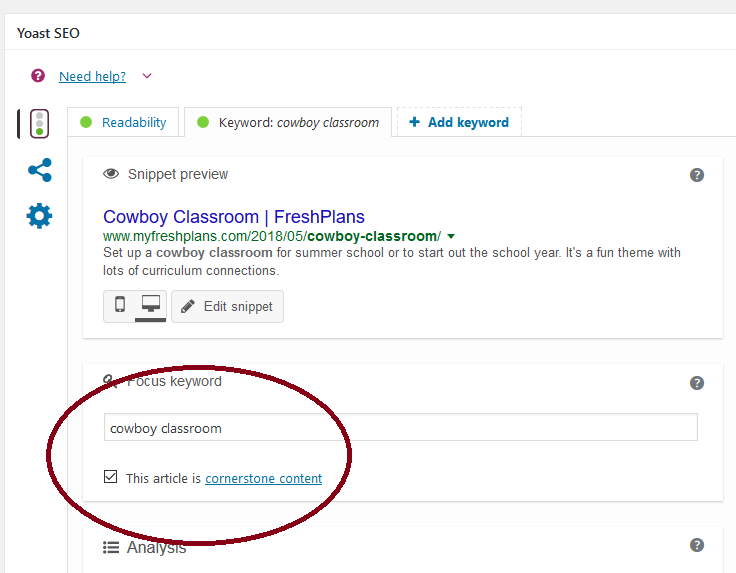 Yoast SEO
? Need help?
Readability
Keyword: cowboy classroom
+ Add keyword
Snippet preview ?
Cowboy Classroom | FreshPlans
www.myfreshplans.com/2018/05/cowboy-classroom/
Set up a cowboy classroom for summer school or to start out the school year. It's a fun theme with
lots of curriculum connections.
Edit snippet
Focus keyword ?
cowboy classroom
This article is cornerstone content
Analysis ?